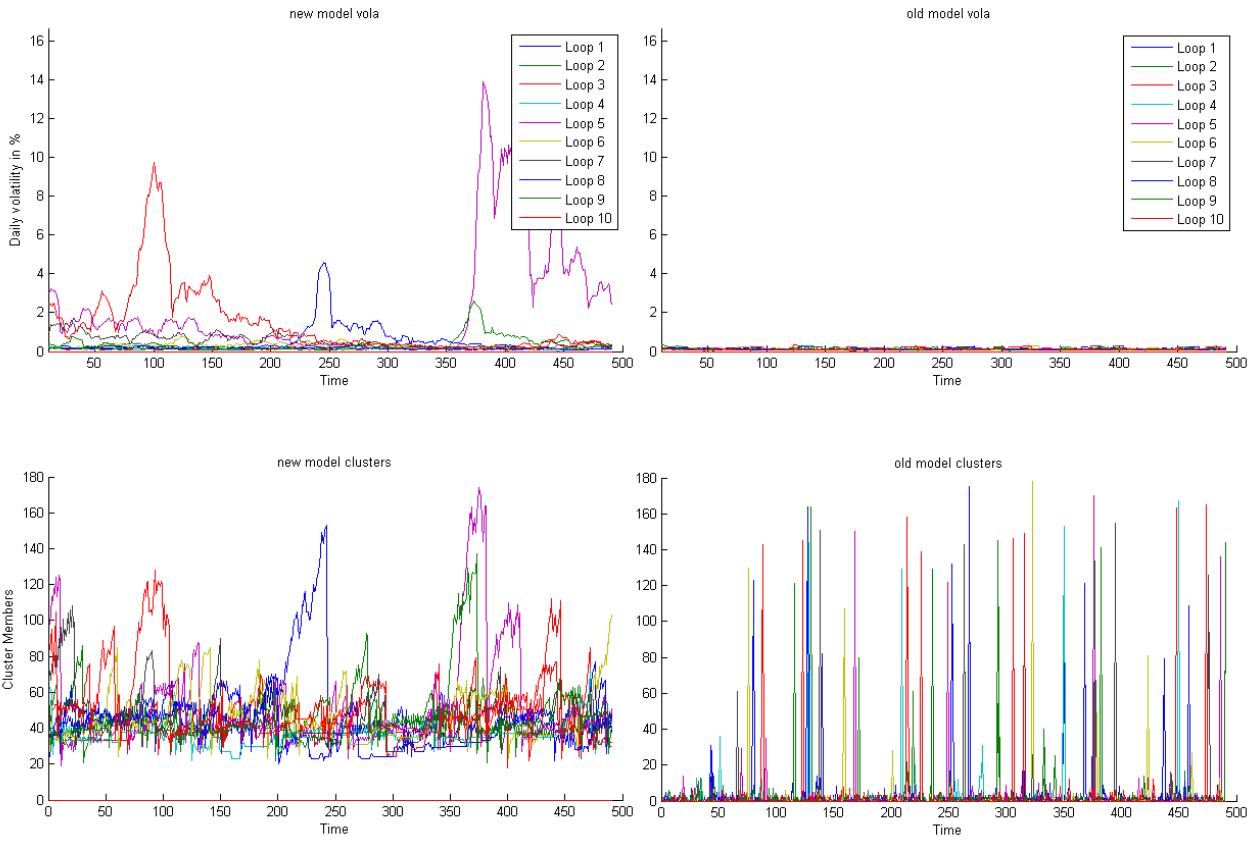 new model vola
16
14
12
10
8
6
4
2
0
Daily volatility in %
50 100 150 200 250 300 350 400 450 500
Time
Loop 1
Loop 2
Loop 3
Loop 4
Loop 5
Loop 6
Loop 7
Loop 8
Loop 9
Loop 10
old model vola
16
14
12
10
8
6
4
2
0
50 100 150 200 250 300 350 400 450 500
Time
Loop 1
Loop 2
Loop 3
Loop 4
Loop 5
Loop 6
Loop 7
Loop 8
Loop 9
Loop 10
new model clusters
180
160
140
120
100
80
60
40
20
0
Cluster Members
0 50 100 150 200 250 300 350 400 450 500
Time
old model clusters
180
160
140
120
100
80
60
40
20
0
0 50 100 150 200 250 300 350 400 450 500
Time